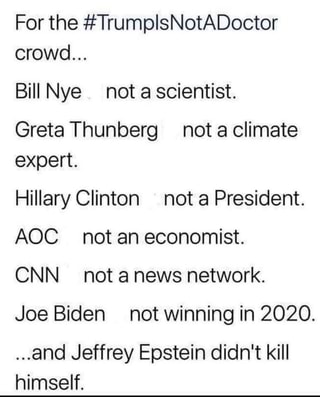 For the #TrumpIsNotADoctor
crowd...
Bill Nye not a scientist.
Greta Thunberg not a climate
expert.
Hillary Clinton not a President.
AOC not an economist.
CNN not a news network.
Joe Biden not winning in 2020.
...and Jeffrey Epstein didn't kill
himself.